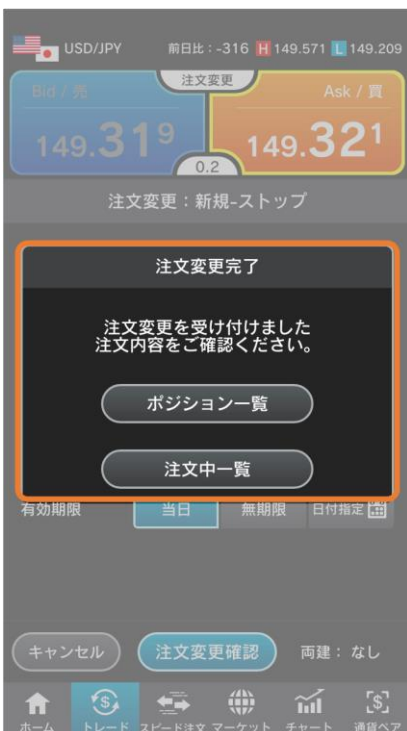 USD/JPY 前日比：-316 H 149.571 L 149.209
Bid / 売 注文変更 Ask / 買
149.319 0.2 149.321
注文変更：新規-ストップ
注文変更完了
注文変更を受け付けました
注文内容をご確認ください。
ポジション一覧
注文中一覧
有効期限 当日 無期限 日付指定
キャンセル 注文変更確認 両建： なし
ホーム トレード スピード注文 マーケット チャート 通貨ペア